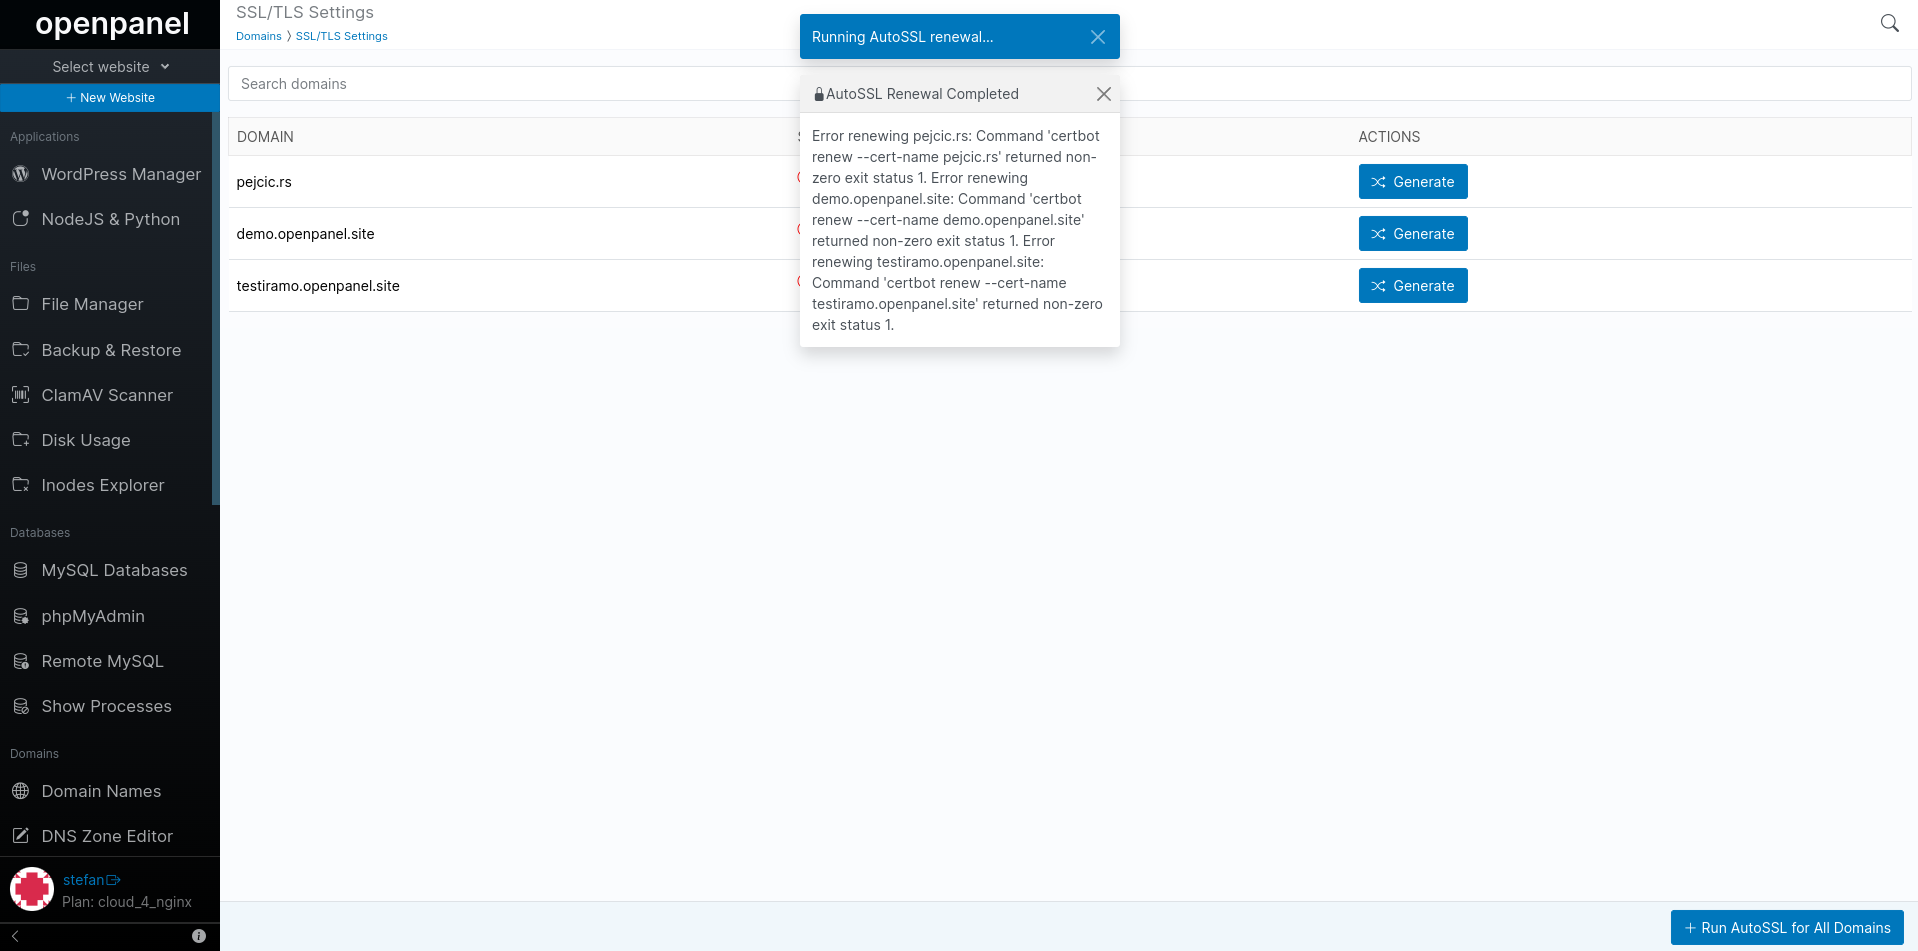 openpanel
Select website
+ New Website
Applications
WordPress Manager
NodeJS & Python
Files
File Manager
Backup & Restore
ClamAV Scanner
Disk Usage
Inodes Explorer
Databases
MySQL Databases
phpMyAdmin
Remote MySQL
Show Processes
Domains
Domain Names
DNS Zone Editor
stefan
Plan: cloud_4_nginx
SSL/TLS Settings
Domains 〉 SSL/TLS Settings
Search domains
DOMAIN
ACTIONS
pejcic.rs
Generate
demo.openpanel.site
Generate
testiramo.openpanel.site
Generate
Running AutoSSL renewal...
AutoSSL Renewal Completed
Error renewing pejcic.rs: Command 'certbot
renew --cert-name pejcic.rs' returned non-
zero exit status 1. Error renewing
demo.openpanel.site: Command 'certbot
renew --cert-name demo.openpanel.site'
returned non-zero exit status 1. Error
renewing testiramo.openpanel.site:
Command 'certbot renew --cert-name
testiramo.openpanel.site' returned non-zero
exit status 1.
+ Run AutoSSL for All Domains